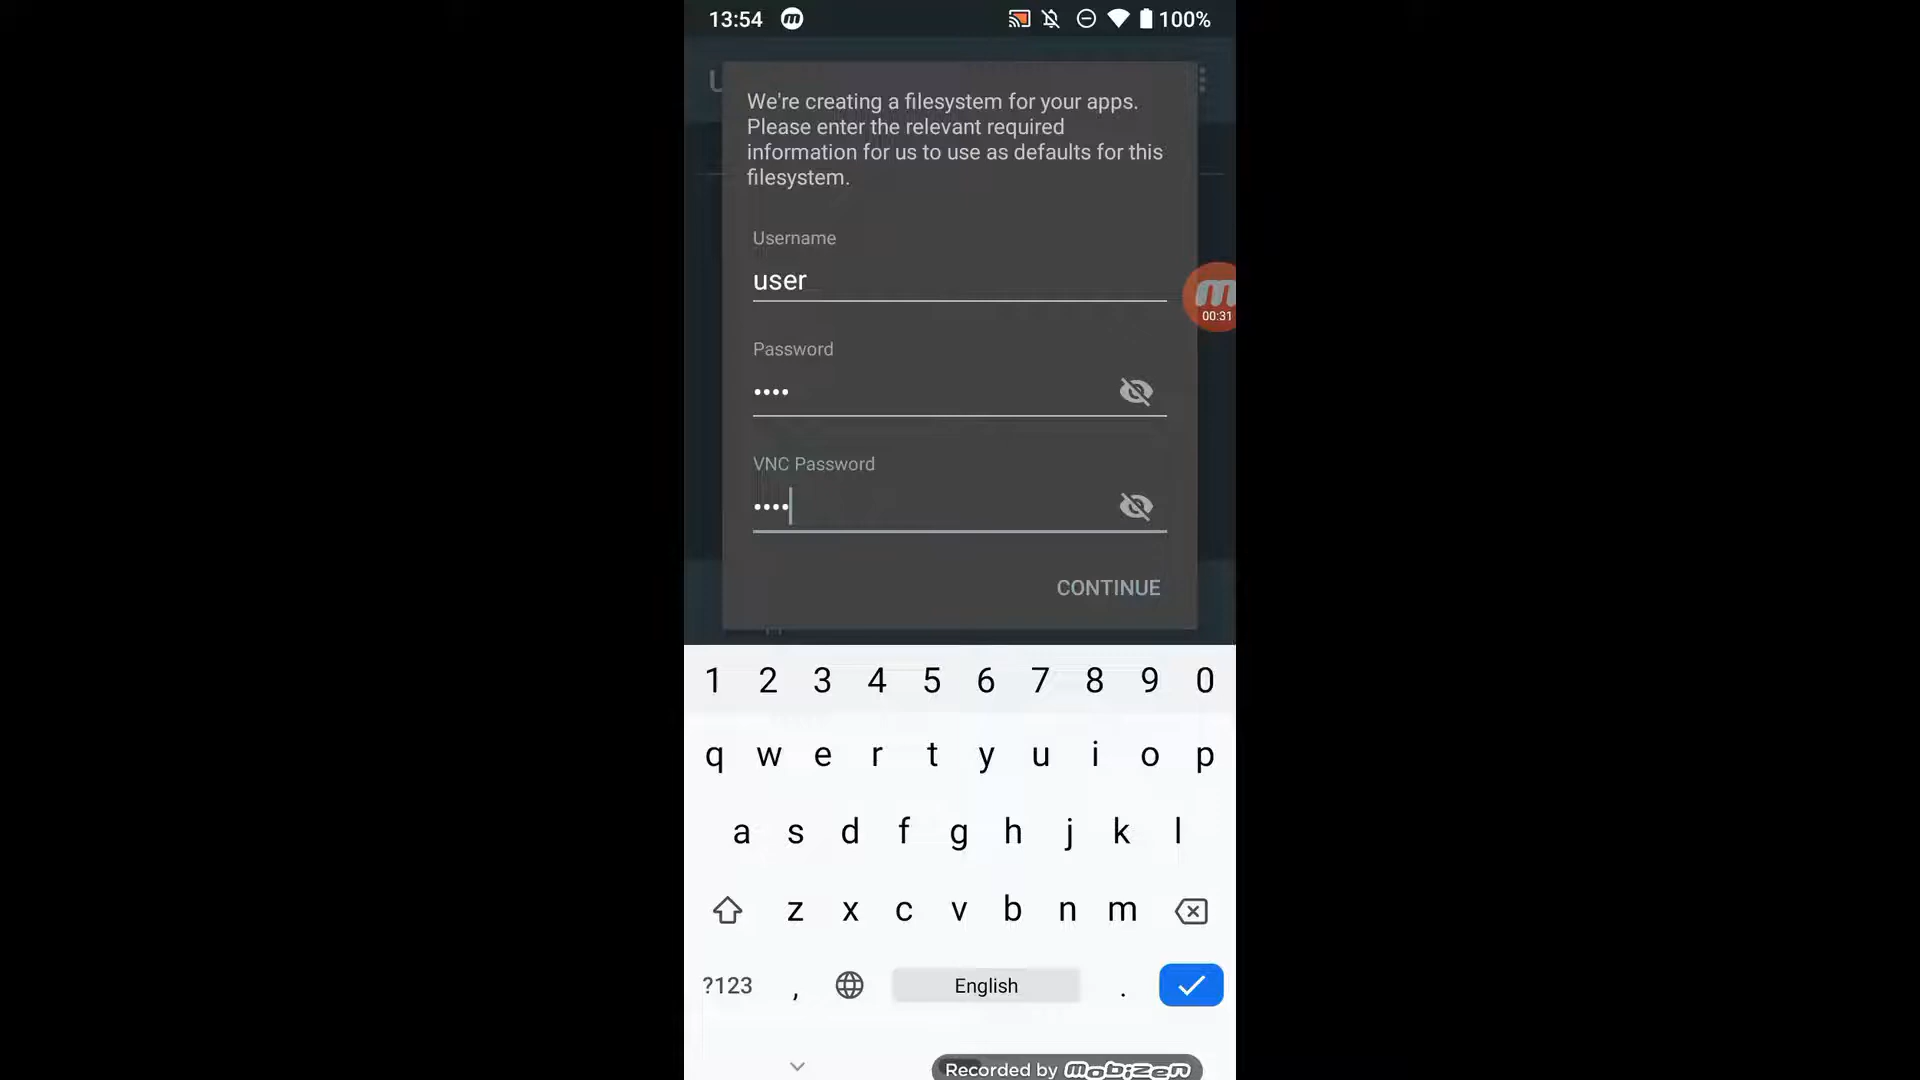 13:54 m 100%
U
We're creating a filesystem for your apps.
Please enter the relevant required
information for us to use as defaults for this
filesystem.
Username
user
m
00:31
Password
••••
VNC Password
••••
CONTINUE
1 2 3 4 5 6 7 8 9 0
q w e r t y u i o p
a s d f g h j k l
z x c v b n m
?123 , English .
Recorded by mobizen